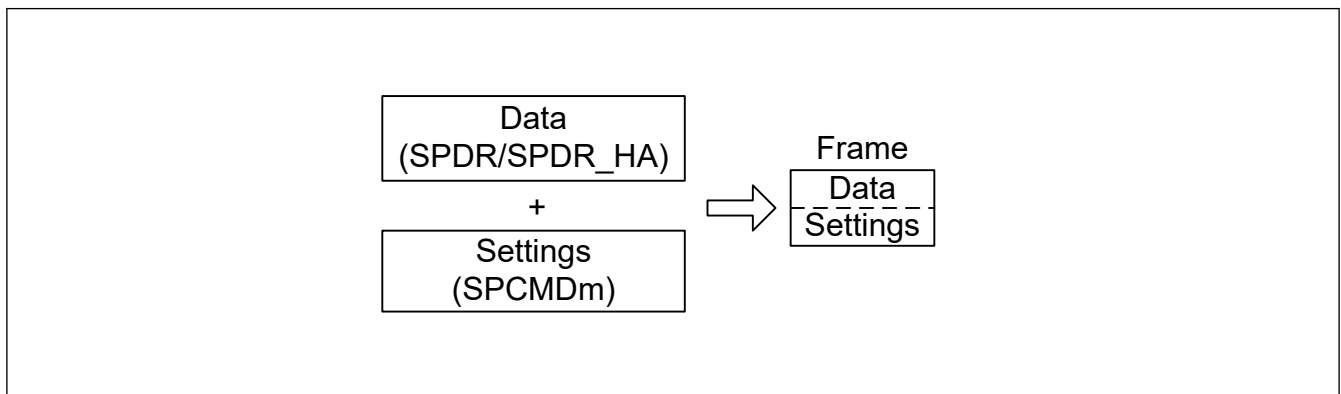 Data
(SPDR/SPDR_HA)
+
Settings
(SPCMDm)
Frame
Data
Settings